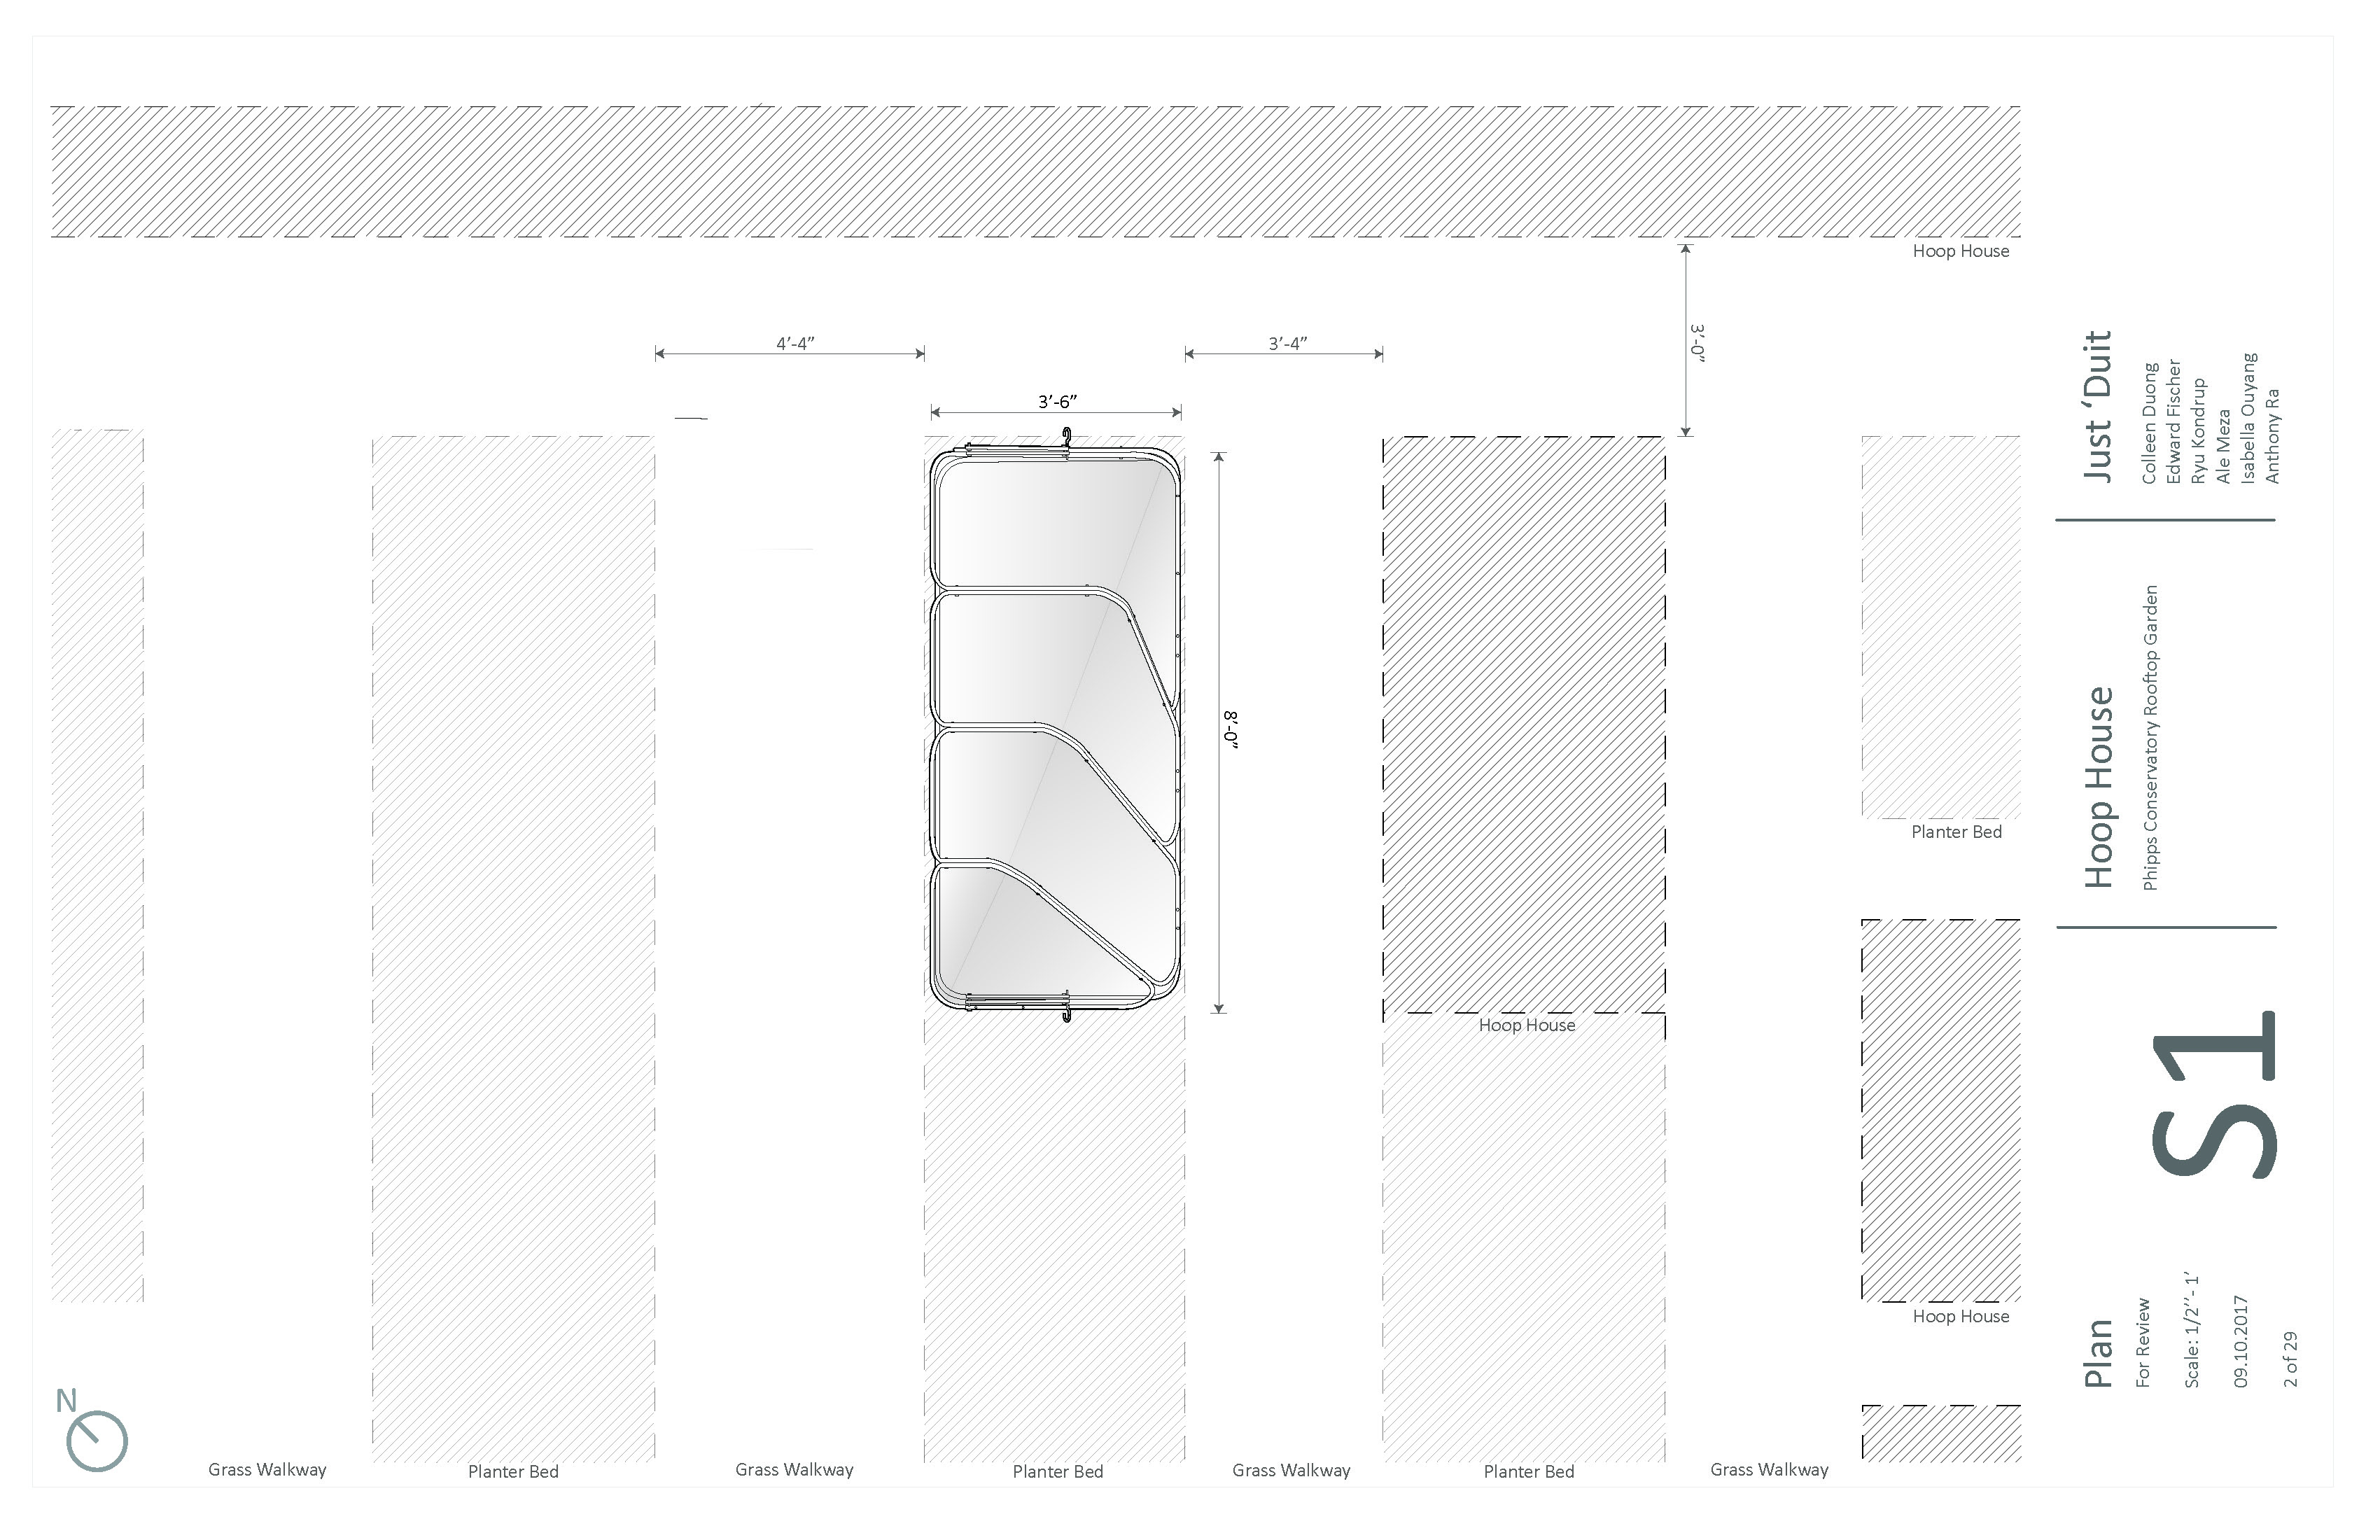 Hoop House
4’-4”
3’-4”
3’-0”
3’-6”
8’-0”
Planter Bed
Hoop House
Hoop House
N
Grass Walkway
Planter Bed
Grass Walkway
Planter Bed
Grass Walkway
Planter Bed
Grass Walkway
Just ‘Duit
Colleen Duong
Edward Fischer
Ryu Kondrup
Ale Meza
Isabella Ouyang
Anthony Ra
Hoop House
Phipps Conservatory Rooftop Garden
S1
Plan
For Review
Scale: 1/2’’- 1’
09.10.2017
2 of 29